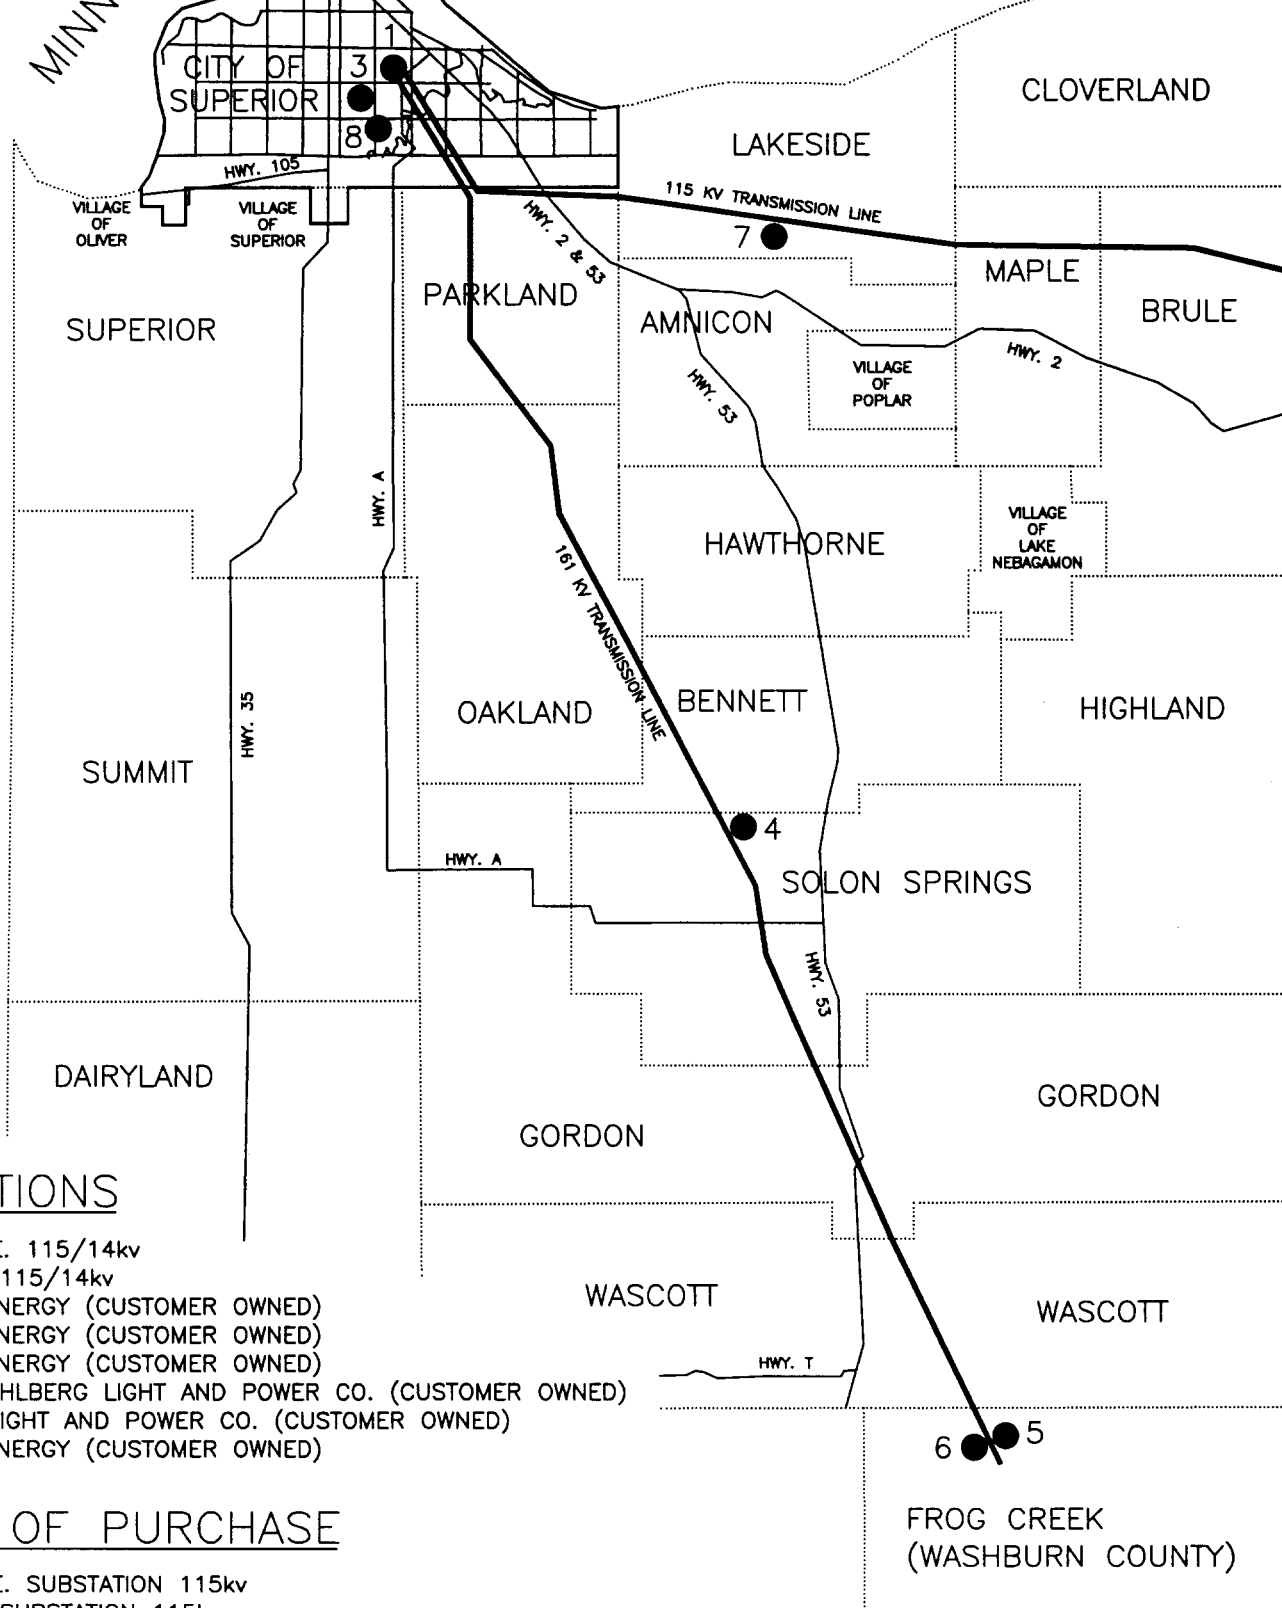 MINN
1
CITY OF
SUPERIOR
3
8
HWY. 105
VILLAGE
OF
OLIVER
VILLAGE
OF
SUPERIOR
CLOVERLAND
LAKESIDE
115 KV TRANSMISSION LINE
7
HWY. 2 & 53
MAPLE
BRULE
PARKLAND
SUPERIOR
AMNICON
HWY. 2
VILLAGE
OF
POPLAR
HWY. 53
HWY. A
HAWTHORNE
VILLAGE
OF
LAKE
NEBAGAMON
161 KV TRANSMISSION LINE
HWY. 35
OAKLAND
BENNETT
HIGHLAND
SUMMIT
4
HWY. A
SOLON SPRINGS
HWY. 53
DAIRYLAND
GORDON
GORDON
WASCOTT
WASCOTT
HWY. T
6
5
FROG CREEK
(WASHBURN COUNTY)
TIONS
E. 115/14kv
115/14kv
NERGY (CUSTOMER OWNED)
NERGY (CUSTOMER OWNED)
NERGY (CUSTOMER OWNED)
HLBERG LIGHT AND POWER CO. (CUSTOMER OWNED)
IGHT AND POWER CO. (CUSTOMER OWNED)
NERGY (CUSTOMER OWNED)
OF PURCHASE
E. SUBSTATION 115kv
SUBSTATION